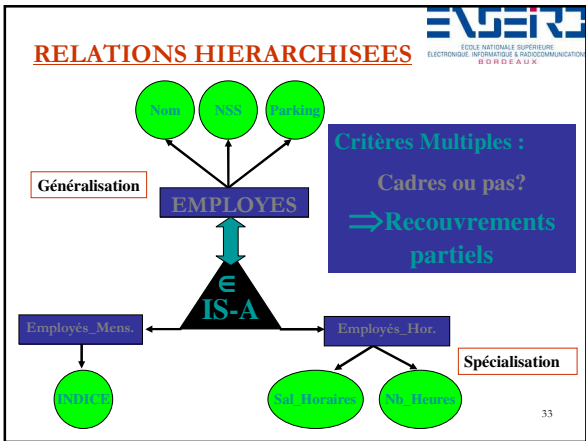 ENSEIRB
ÉCOLE NATIONALE SUPÉRIEURE
ÉLECTRONIQUE, INFORMATIQUE & RADIOCOMMUNICATIONS
BORDEAUX
RELATIONS HIERARCHISEES
Nom
NSS
Parking
Critères Multiples :
Cadres ou pas?
⇒Recouvrements
partiels
Généralisation
EMPLOYES
∈
IS-A
Employés_Mens.
Employés_Hor.
Spécialisation
INDICE
Sal_Horaires
Nb_Heures
33